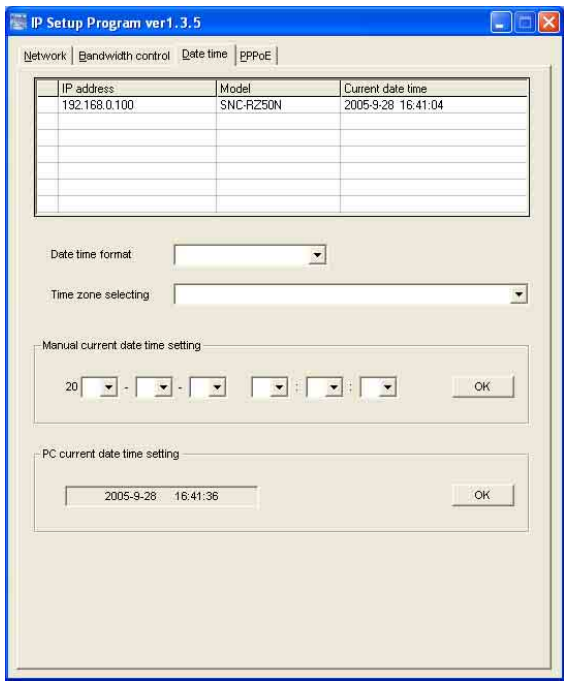 IP Setup Program ver1.3.5
Network Bandwidth control Date time PPPoE
IP address Model Current date time
192.168.0.100 SNC-RZ50N 2005-9-28 16:41:04
Date time format
Time zone selecting
Manual current date time setting
20 - - : : OK
PC current date time setting
2005-9-28 16:41:36 OK